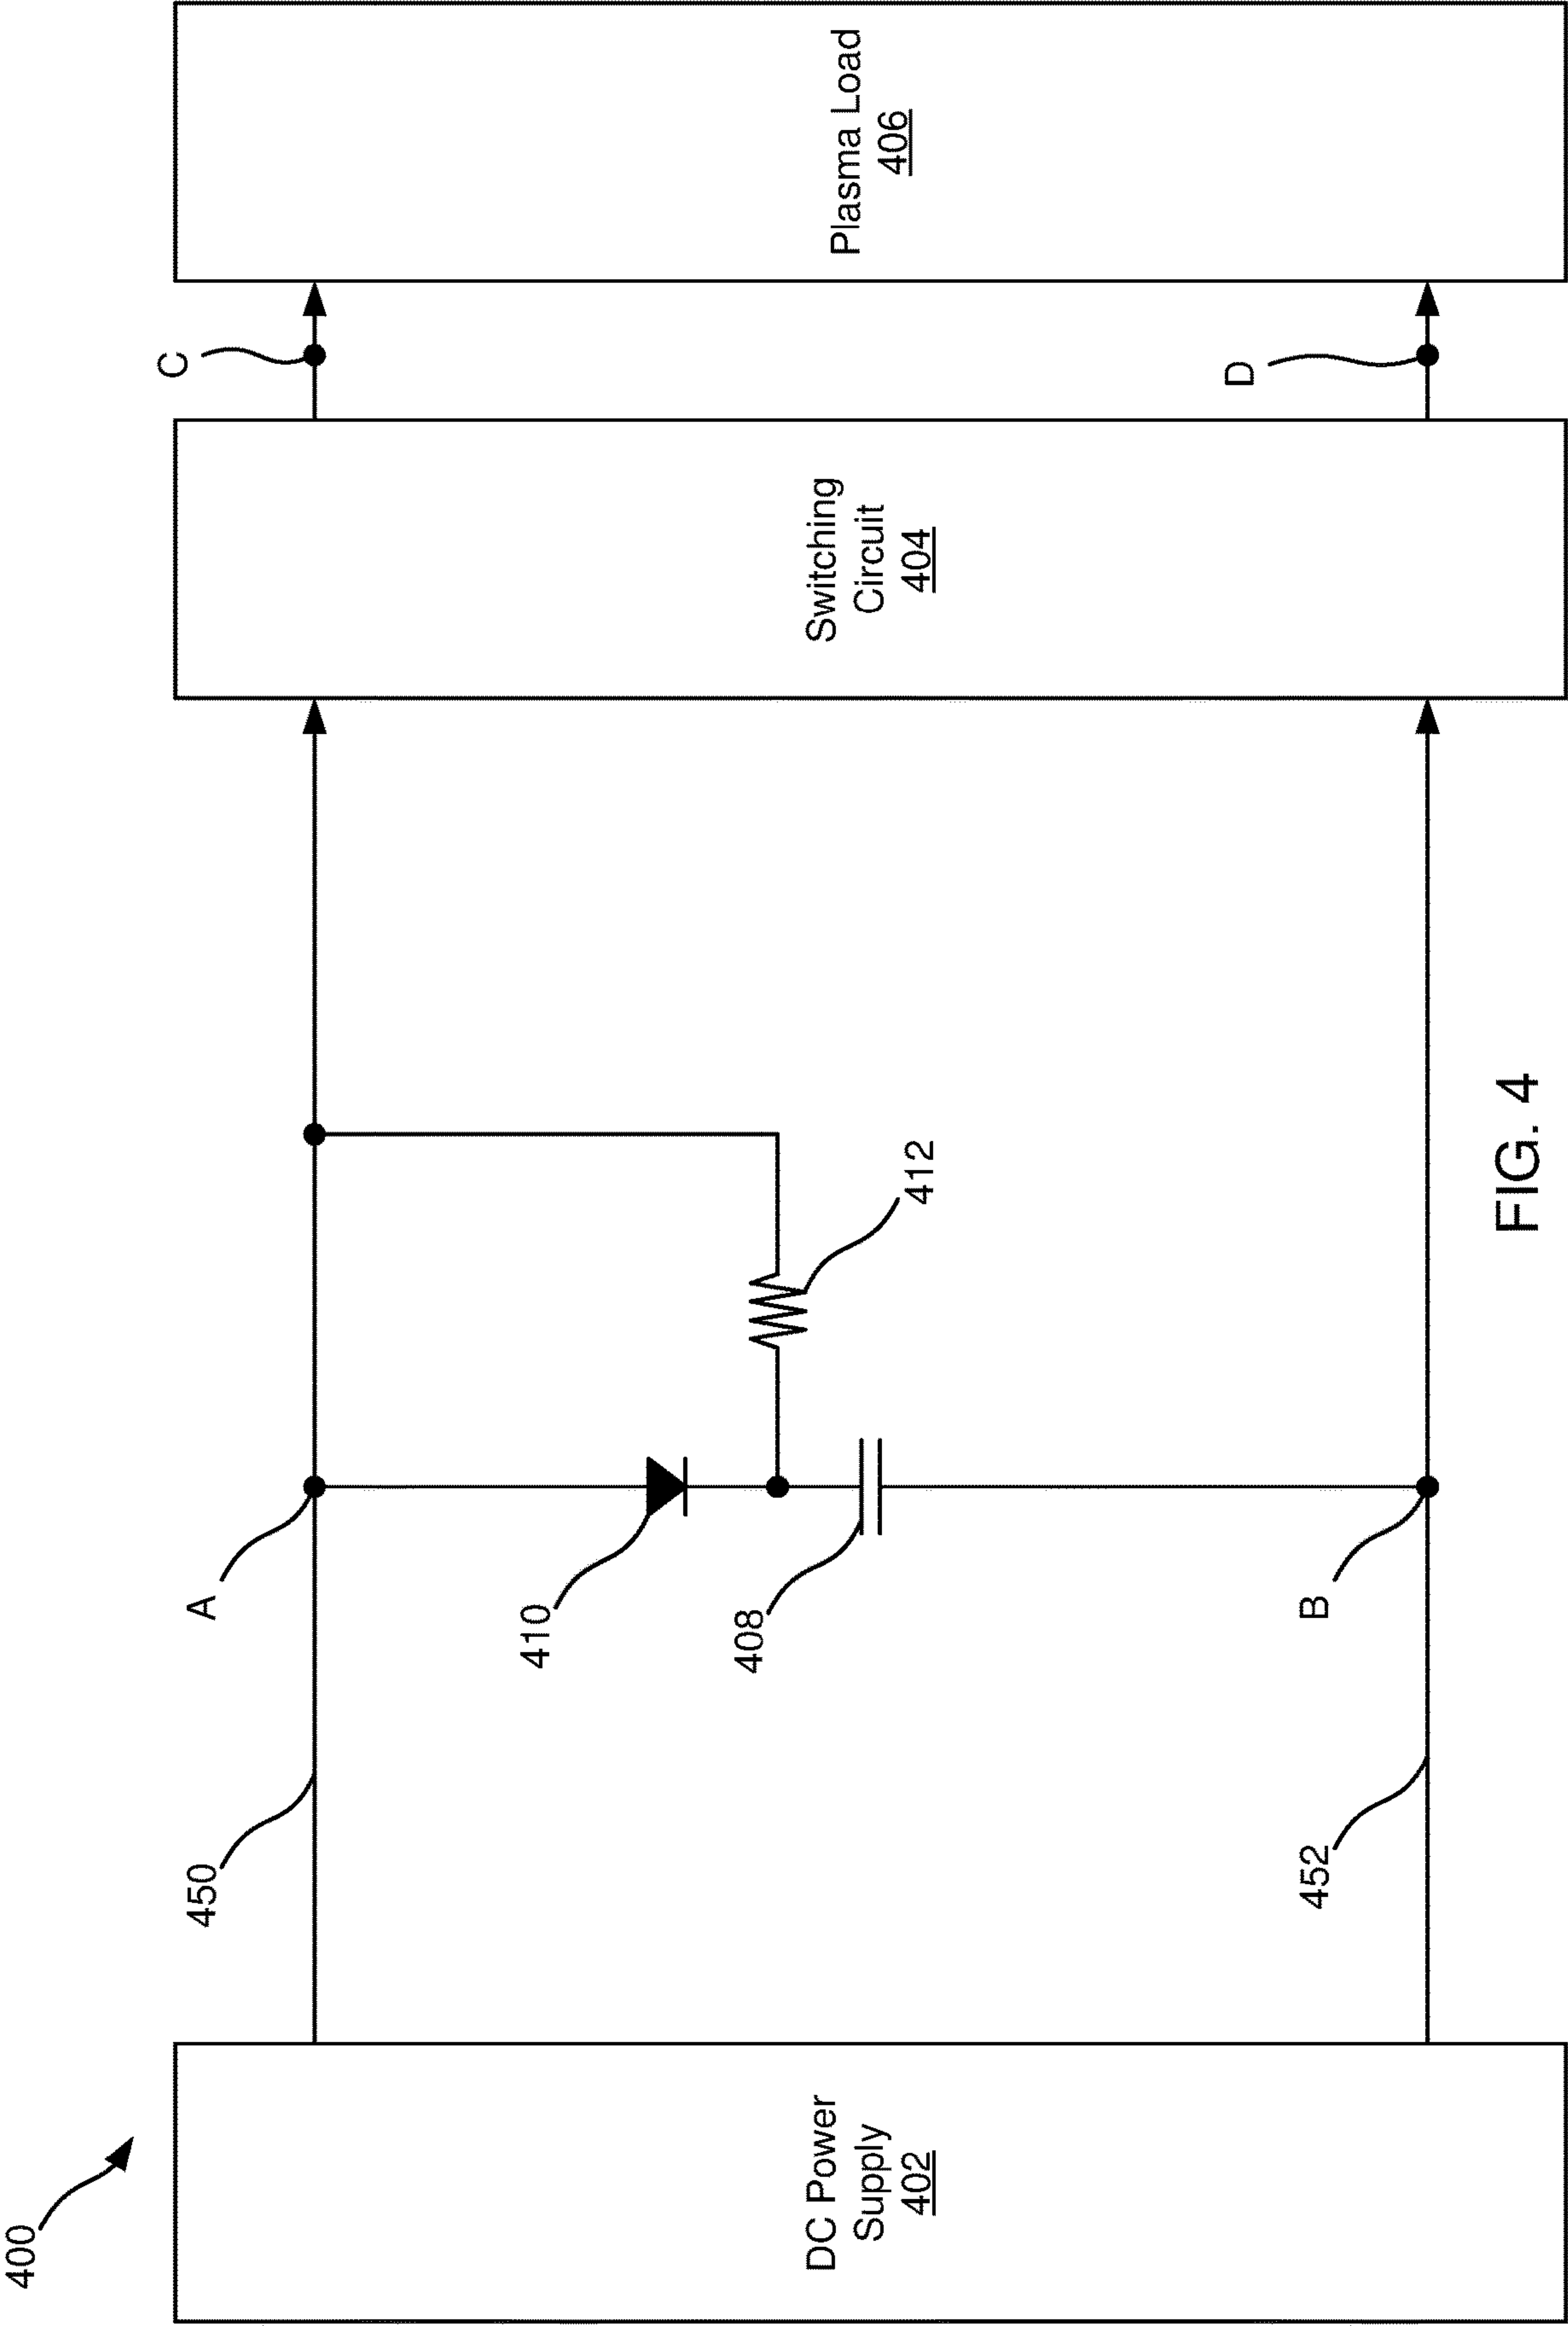 400
DC Power
Supply
402
450
452
A
B
410
408
412
Switching
Circuit
404
C
D
Plasma Load
406
FIG. 4